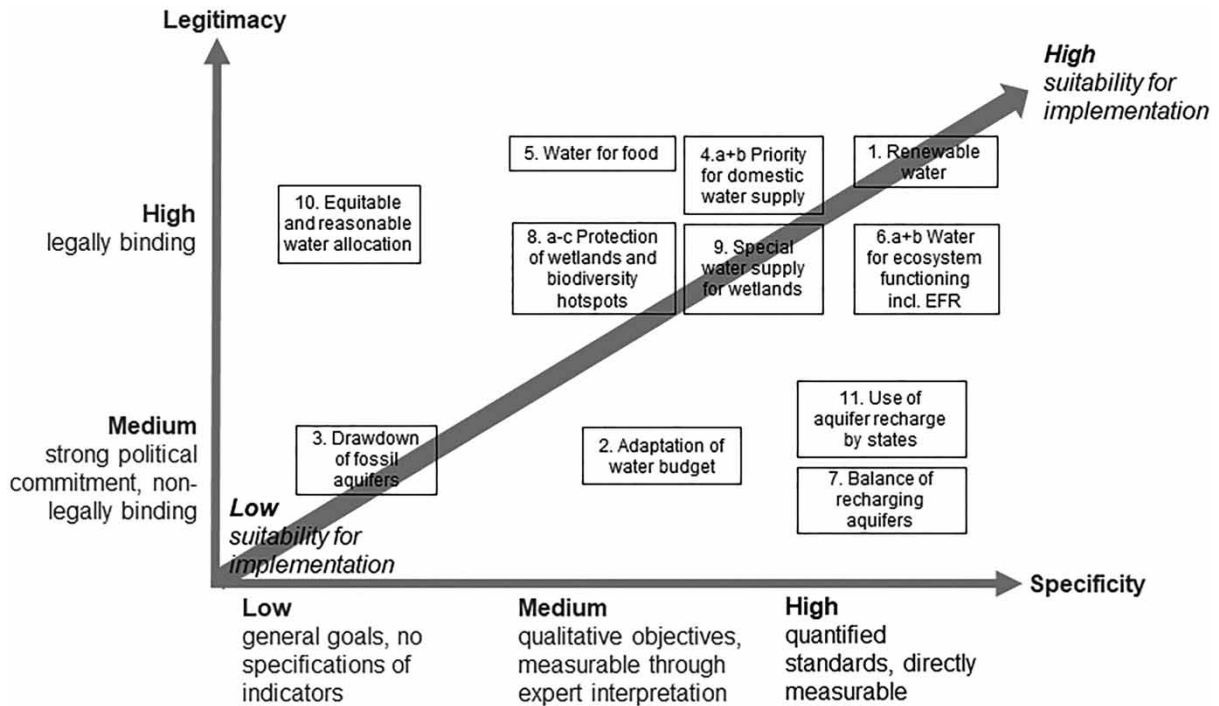 Legitimacy
High
suitability for
implementation
5. Water for food
4.a+b Priority
for domestic
water supply
1. Renewable
water
10. Equitable
and reasonable
water allocation
High
legally binding
8. a-c Protection
of wetlands and
biodiversity
hotspots
9. Special
water supply
for wetlands
6.a+b Water
for ecosystem
functioning
incl. EFR
11. Use of
aquifer recharge
by states
Medium
strong political
commitment, non-
legally binding
3. Drawdown
of fossil
aquifers
2. Adaptation of
water budget
7. Balance of
recharging
aquifers
Low
suitability for
implementation
Specificity
Low
general goals, no
specifications of
indicators
Medium
qualitative objectives,
measurable through
expert interpretation
High
quantified
standards, directly
measurable